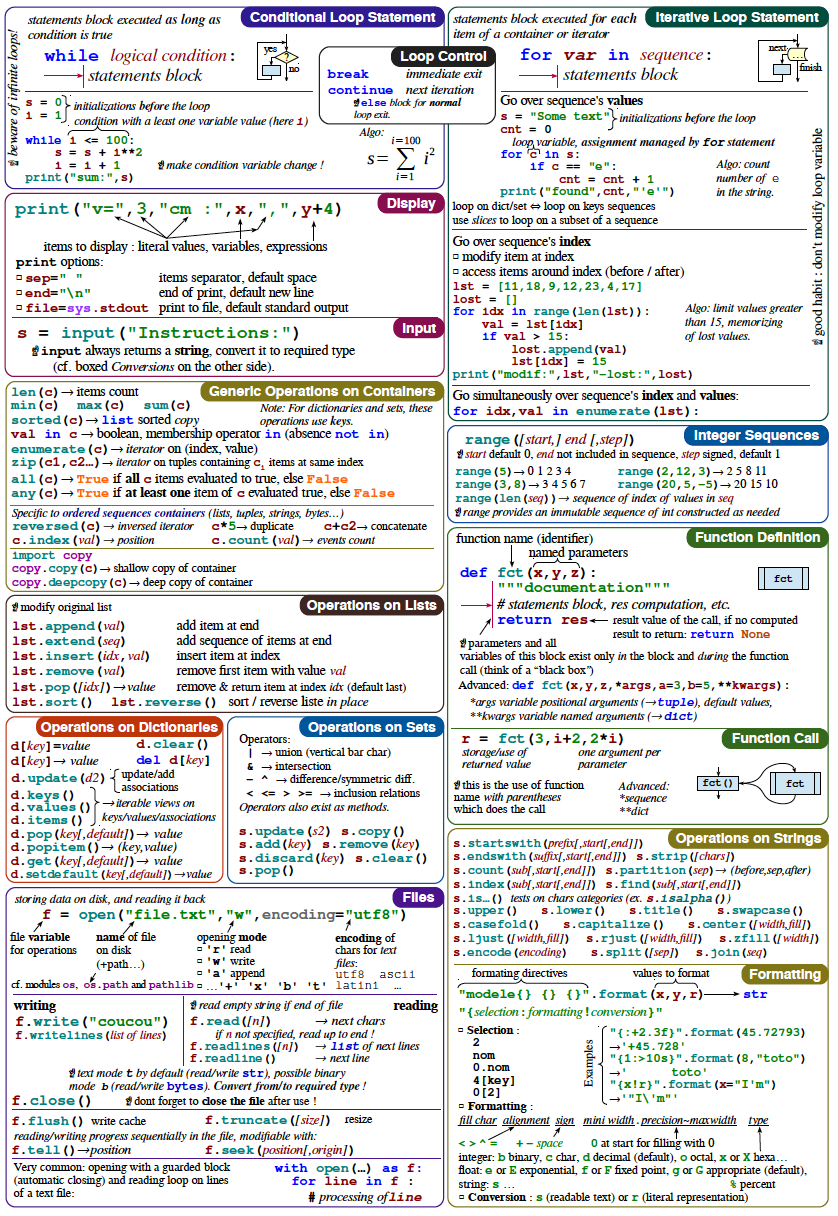 Conditional Loop Statement
statements block executed as long as
condition is true
beware of infinite loops!
while logical condition:
statements block
yes
?
no
s = 0
i = 1
initializations before the loop
condition with a least one variable value (here i)
while i <= 100:
s = s + i**2
i = i + 1
print("sum:",s)
make condition variable change !
Algo:
i=100
s= ∑ i²
i=1
Loop Control
break immediate exit
continue next iteration
else block for normal
loop exit.
Iterative Loop Statement
statements block executed for each
item of a container or iterator
for var in sequence:
statements block
next
...
finish
Go over sequence's values
s = "Some text"
cnt = 0
initializations before the loop
loop variable, assignment managed by for statement
for c in s:
if c == "e":
cnt = cnt + 1
print("found",cnt,"'e'")
Algo: count
number of e
in the string.
loop on dict/set ⇔ loop on keys sequences
use slices to loop on a subset of a sequence
Go over sequence's index
▫ modify item at index
▫ access items around index (before / after)
lst = [11,18,9,12,23,4,17]
lost = []
for idx in range(len(lst)):
val = lst[idx]
if val > 15:
lost.append(val)
lst[idx] = 15
print("modif:",lst,"-lost:",lost)
Algo: limit values greater
than 15, memorizing
of lost values.
Go simultaneously over sequence's index and values:
for idx,val in enumerate(lst):
good habit : don't modify loop variable
Display
print("v=",3,"cm :",x,",",y+4)
items to display : literal values, variables, expressions
print options:
▫ sep=" " items separator, default space
▫ end="\n" end of print, default new line
▫ file=sys.stdout print to file, default standard output
Input
s = input("Instructions:")
input always returns a string, convert it to required type
(cf. boxed Conversions on the other side).
Generic Operations on Containers
len(c)→ items count
min(c) max(c) sum(c)
sorted(c)→ list sorted copy
Note: For dictionaries and sets, these
operations use keys.
val in c → boolean, membership operator in (absence not in)
enumerate(c)→ iterator on (index, value)
zip(c1,c2…)→ iterator on tuples containing cᵢ items at same index
all(c)→ True if all c items evaluated to true, else False
any(c)→ True if at least one item of c evaluated true, else False
Specific to ordered sequences containers (lists, tuples, strings, bytes…)
reversed(c)→ inversed iterator c*5→ duplicate c+c2→ concatenate
c.index(val)→ position c.count(val)→ events count
import copy
copy.copy(c)→ shallow copy of container
copy.deepcopy(c)→ deep copy of container
Integer Sequences
range([start,] end [,step])
start default 0, end not included in sequence, step signed, default 1
range(5)→ 0 1 2 3 4 range(2,12,3)→ 2 5 8 11
range(3,8)→ 3 4 5 6 7 range(20,5,-5)→ 20 15 10
range(len(seq))→ sequence of index of values in seq
range provides an immutable sequence of int constructed as needed
Operations on Lists
modify original list
lst.append(val) add item at end
lst.extend(seq) add sequence of items at end
lst.insert(idx,val) insert item at index
lst.remove(val) remove first item with value val
lst.pop([idx])→value remove & return item at index idx (default last)
lst.sort() lst.reverse() sort / reverse liste in place
Function Definition
function name (identifier)
named parameters
def fct(x,y,z):
"""documentation"""
# statements block, res computation, etc.
return res← result value of the call, if no computed
result to return: return None
fct
parameters and all
variables of this block exist only in the block and during the function
call (think of a "black box")
Advanced: def fct(x,y,z,*args,a=3,b=5,**kwargs):
*args variable positional arguments (→tuple), default values,
**kwargs variable named arguments (→dict)
Function Call
r = fct(3,i+2,2*i)
storage/use of
returned value
one argument per
parameter
this is the use of function
name with parentheses
which does the call
Advanced:
*sequence
**dict
fct()
fct
Operations on Dictionaries
d[key]=value d.clear()
d[key]→ value del d[key]
d.update(d2) update/add
associations
d.keys()
d.values()
d.items()
→iterable views on
keys/values/associations
d.pop(key[,default])→ value
d.popitem()→ (key,value)
d.get(key[,default])→ value
d.setdefault(key[,default])→value
Operations on Sets
Operators:
| → union (vertical bar char)
& → intersection
- ^ → difference/symmetric diff.
< <= > >= → inclusion relations
Operators also exist as methods.
s.update(s2) s.copy()
s.add(key) s.remove(key)
s.discard(key) s.clear()
s.pop()
Operations on Strings
s.startswith(prefix[,start[,end]])
s.endswith(suffix[,start[,end]]) s.strip([chars])
s.count(sub[,start[,end]]) s.partition(sep)→ (before,sep,after)
s.index(sub[,start[,end]]) s.find(sub[,start[,end]])
s.is…() tests on chars categories (ex. s.isalpha())
s.upper() s.lower() s.title() s.swapcase()
s.casefold() s.capitalize() s.center([width,fill])
s.ljust([width,fill]) s.rjust([width,fill]) s.zfill([width])
s.encode(encoding) s.split([sep]) s.join(seq)
Files
storing data on disk, and reading it back
f = open("file.txt","w",encoding="utf8")
file variable
for operations
name of file
on disk
(+path…)
opening mode
▫ 'r' read
▫ 'w' write
▫ 'a' append
▫ …'+' 'x' 'b' 't'
encoding of
chars for text
files:
utf8 ascii
latin1 …
cf. modules os, os.path and pathlib
writing
f.write("coucou")
f.writelines(list of lines)
read empty string if end of file reading
f.read([n]) → next chars
if n not specified, read up to end !
f.readlines([n]) → list of next lines
f.readline() → next line
text mode t by default (read/write str), possible binary
mode b (read/write bytes). Convert from/to required type !
f.close() dont forget to close the file after use !
f.flush() write cache f.truncate([size]) resize
reading/writing progress sequentially in the file, modifiable with:
f.tell()→position f.seek(position[,origin])
Very common: opening with a guarded block
(automatic closing) and reading loop on lines
of a text file:
with open(…) as f:
for line in f :
# processing of line
Formatting
formatting directives values to format
"modele{} {} {}".format(x,y,r) str
"{selection:formatting!conversion}"
▫ Selection :
2
nom
0.nom
4[key]
0[2]
Examples
"{:+2.3f}".format(45.72793)
→'+45.728'
"{1:>10s}".format(8,"toto")
→'      toto'
"{x!r}".format(x="I'm")
→'"I\'m"'
▫ Formatting :
fill char alignment sign mini width . precision~maxwidth type
< > ^ = + - space 0 at start for filling with 0
integer: b binary, c char, d decimal (default), o octal, x or X hexa…
float: e or E exponential, f or F fixed point, g or G appropriate (default),
string: s … % percent
▫ Conversion : s (readable text) or r (literal representation)